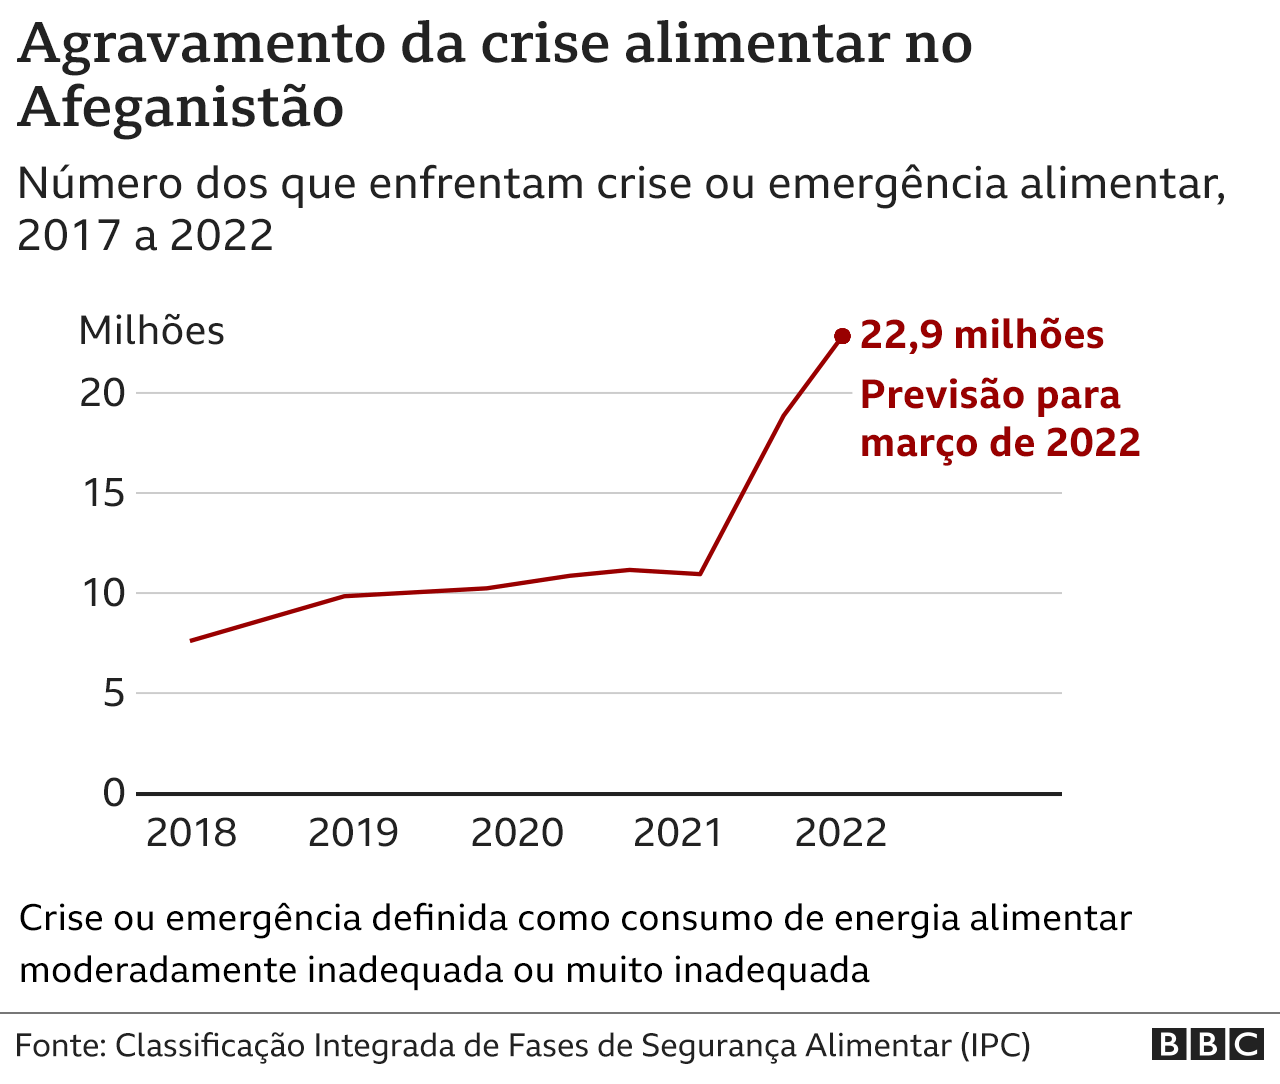 Agravamento da crise alimentar no
Afeganistão
Número dos que enfrentam crise ou emergência alimentar,
2017 a 2022
Milhões
22,9 milhões
Previsão para
março de 2022
20
15
10
5
0
2018 2019 2020 2021 2022
Crise ou emergência definida como consumo de energia alimentar
moderadamente inadequada ou muito inadequada
Fonte: Classificação Integrada de Fases de Segurança Alimentar (IPC)
BBC